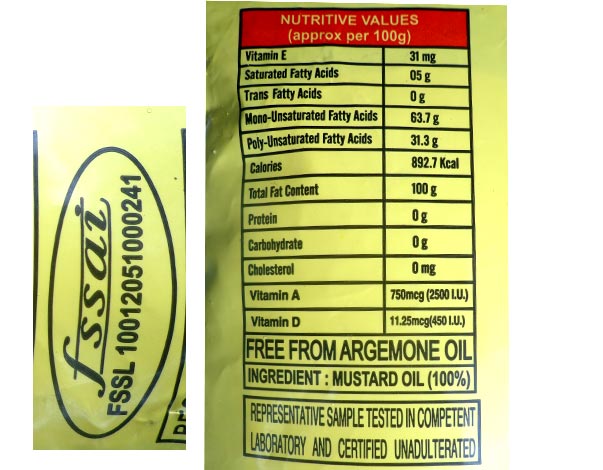 fssai
FSSL 10012051000241
NUTRITIVE VALUES
(approx per 100g)
Vitamin E 31 mg
Saturated Fatty Acids 05 g
Trans Fatty Acids 0 g
Mono-Unsaturated Fatty Acids 63.7 g
Poly-Unsaturated Fatty Acids 31.3 g
Calories 892.7 Kcal
Total Fat Content 100 g
Protein 0 g
Carbohydrate 0 g
Cholesterol 0 mg
Vitamin A 750mcg (2500 I.U.)
Vitamin D 11.25mcg(450 I.U.)
FREE FROM ARGEMONE OIL
INGREDIENT : MUSTARD OIL (100%)
REPRESENTATIVE SAMPLE TESTED IN COMPETENT
LABORATORY AND CERTIFIED UNADULTERATED